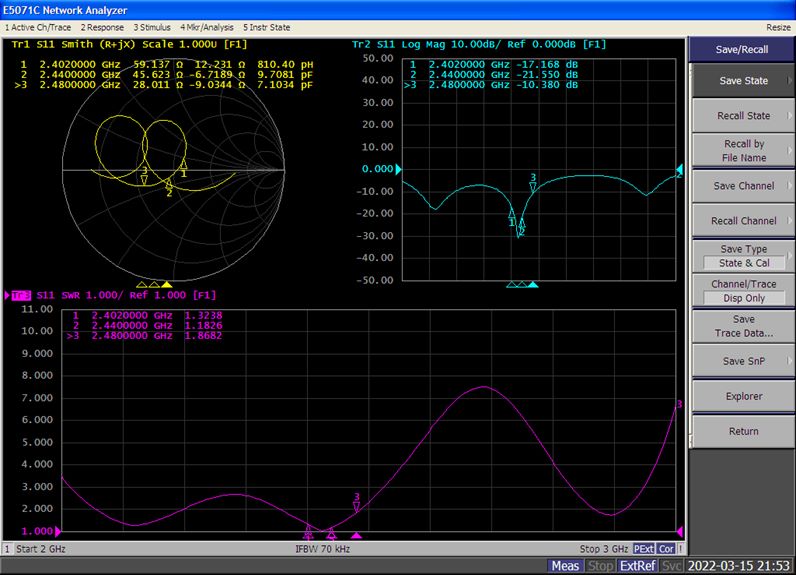 E5071C Network Analyzer
1 Active Ch/Trace 2 Response 3 Stimulus 4 Mkr/Analysis 5 Instr State
Resize
Tr1 S11 Smith (R+jX) Scale 1.000U [F1]
1 2.4020000 GHz 59.137 Ω 12.231 Ω 810.40 pH
2 2.4400000 GHz 45.623 Ω -6.7189 Ω 9.7081 pF
>3 2.4800000 GHz 28.011 Ω -9.0344 Ω 7.1034 pF
3
1
2
Tr2 S11 Log Mag 10.00dB/ Ref 0.000dB [F1]
50.00
1 2.4020000 GHz -17.168 dB
2 2.4400000 GHz -21.550 dB
>3 2.4800000 GHz -10.380 dB
40.00
30.00
20.00
10.00
0.000
-10.00
-20.00
-30.00
-40.00
-50.00
3
1
2
2
Tr3 S11 SWR 1.000/ Ref 1.000 [F1]
11.00
1 2.4020000 GHz 1.3238
2 2.4400000 GHz 1.1826
>3 2.4800000 GHz 1.8682
10.00
9.000
8.000
7.000
6.000
5.000
4.000
3.000
2.000
1.000
3
3
Save/Recall
Save State
Recall State
Recall by
File Name
Save Channel
Recall Channel
Save Type
State & Cal
Channel/Trace
Disp Only
Save
Trace Data...
Save SnP
Explorer
Return
1 Start 2 GHz
IFBW 70 kHz
Stop 3 GHz PExt Cor !
Meas Stop ExtRef Svc 2022-03-15 21:53